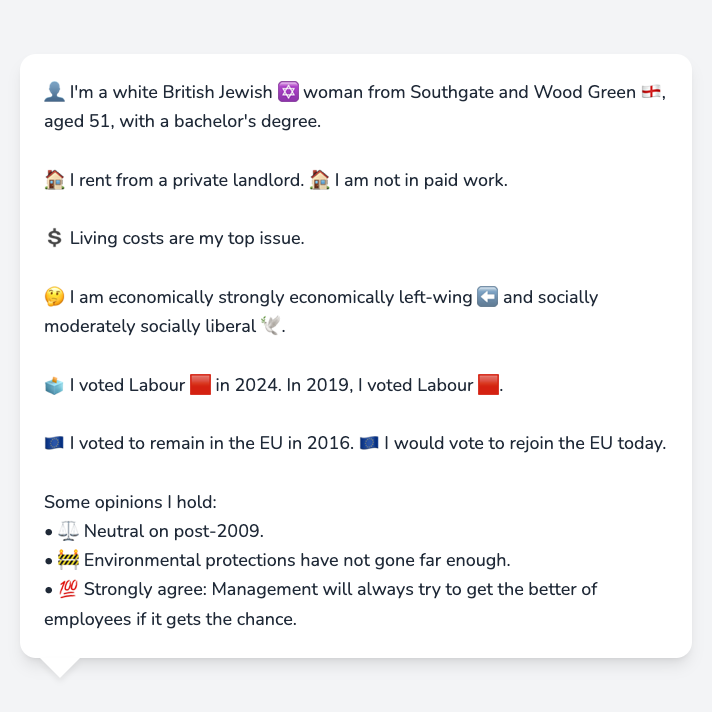 👤 I'm a white British Jewish ✡️ woman from Southgate and Wood Green 🏴󠁧󠁢󠁥󠁮󠁧󠁿,
aged 51, with a bachelor's degree.
🏠 I rent from a private landlord. 🏠 I am not in paid work.
💲 Living costs are my top issue.
🤔 I am economically strongly economically left-wing ⬅️ and socially
moderately socially liberal 🕊️.
🗳️ I voted Labour 🟥 in 2024. In 2019, I voted Labour 🟥.
🇪🇺 I voted to remain in the EU in 2016. 🇪🇺 I would vote to rejoin the EU today.
Some opinions I hold:
• ⚖️ Neutral on post-2009.
• 🚧 Environmental protections have not gone far enough.
• 💯 Strongly agree: Management will always try to get the better of
employees if it gets the chance.